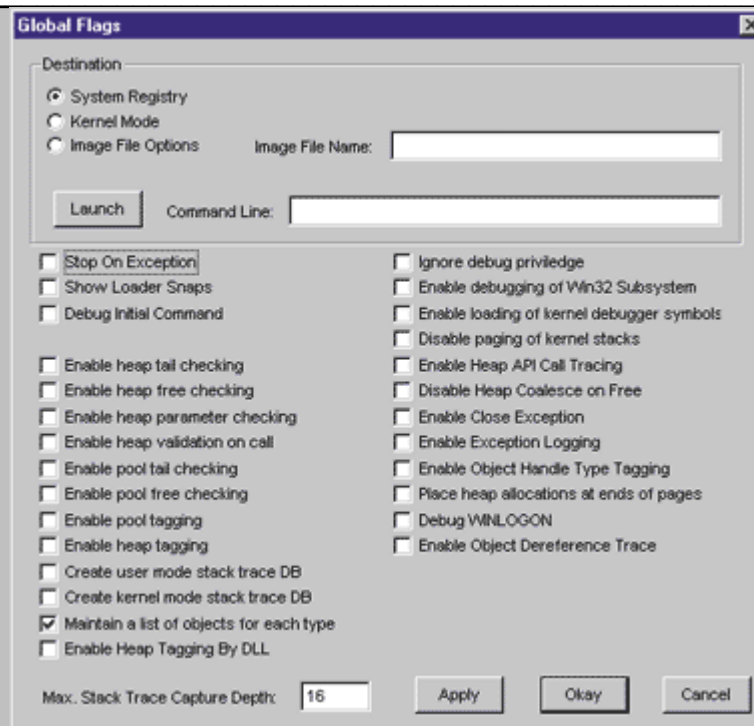 Global Flags
Destination
System Registry
Kernel Mode
Image File Options
Image File Name:
Launch
Command Line:
Stop On Exception
Show Loader Snaps
Debug Initial Command
Enable heap tail checking
Enable heap free checking
Enable heap parameter checking
Enable heap validation on call
Enable pool tail checking
Enable pool free checking
Enable pool tagging
Enable heap tagging
Create user mode stack trace DB
Create kernel mode stack trace DB
Maintain a list of objects for each type
Enable Heap Tagging By DLL
Ignore debug priviledge
Enable debugging of Win32 Subsystem
Enable loading of kernel debugger symbols
Disable paging of kernel stacks
Enable Heap API Call Tracing
Disable Heap Coalesce on Free
Enable Close Exception
Enable Exception Logging
Enable Object Handle Type Tagging
Place heap allocations at ends of pages
Debug WINLOGON
Enable Object Dereference Trace
Max. Stack Trace Capture Depth:
16
Apply
Okay
Cancel